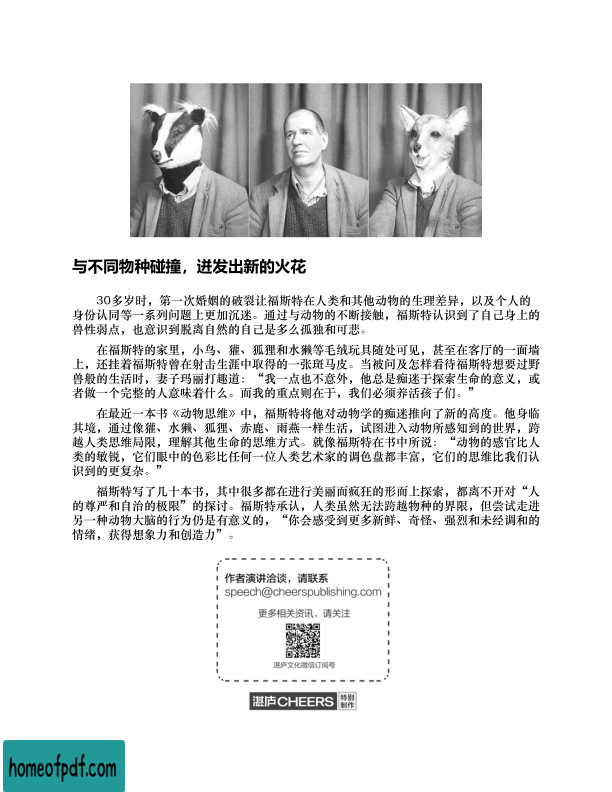 与不同物种碰撞，迸发出新的火花
30多岁时，第一次婚姻的破裂让福斯特在人类和其他动物的生理差异，以及个人的
身份认同等一系列问题上更加沉迷。通过与动物的不断接触，福斯特认识到了自己身上的
兽性弱点，也意识到脱离自然的自己是多么孤独和可悲。
在福斯特的家里，小鸟、獾、狐狸和水獭等毛绒玩具随处可见，甚至在客厅的一面墙
上，还挂着福斯特曾在射击生涯中取得的一张斑马皮。当被问及怎样看待福斯特想要过野
兽般的生活时，妻子玛丽打趣道：“我一点也不意外，他总是痴迷于探索生命的意义，或
者做一个完整的人意味着什么。而我的重点则在于，我们必须养活孩子们。”
在最近一本书《动物思维》中，福斯特将他对动物学的痴迷推向了新的高度。他身临
其境，通过像獾、水獭、狐狸、赤鹿、雨燕一样生活，试图进入动物所感知到的世界，跨
越人类思维局限，理解其他生命的思维方式。就像福斯特在书中所说：“动物的感官比人
类的敏锐，它们眼中的色彩比任何一位人类艺术家的调色盘都丰富，它们的思维比我们认
识到的更复杂。”
福斯特写了几十本书，其中很多都在进行美丽而疯狂的形而上探索，都离不开对“人
的尊严和自治的极限”的探讨。福斯特承认，人类虽然无法跨越物种的界限，但尝试走进
另一种动物大脑的行为仍是有意义的，“你会感受到更多新鲜、奇怪、强烈和未经调和的
情绪，获得想象力和创造力”。
作者演讲洽谈，请联系
speech@cheerspublishing.com
更多相关资讯，请关注
湛庐文化微信订阅号
湛庐CHEERS 特别
制作
homeofpdf.com